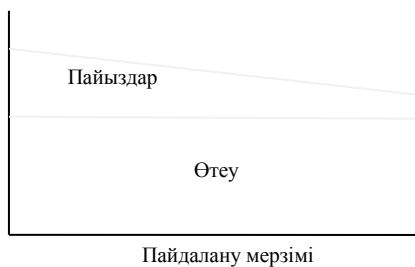 Пайыздар
Өтеу
Пайдалану мерзімі